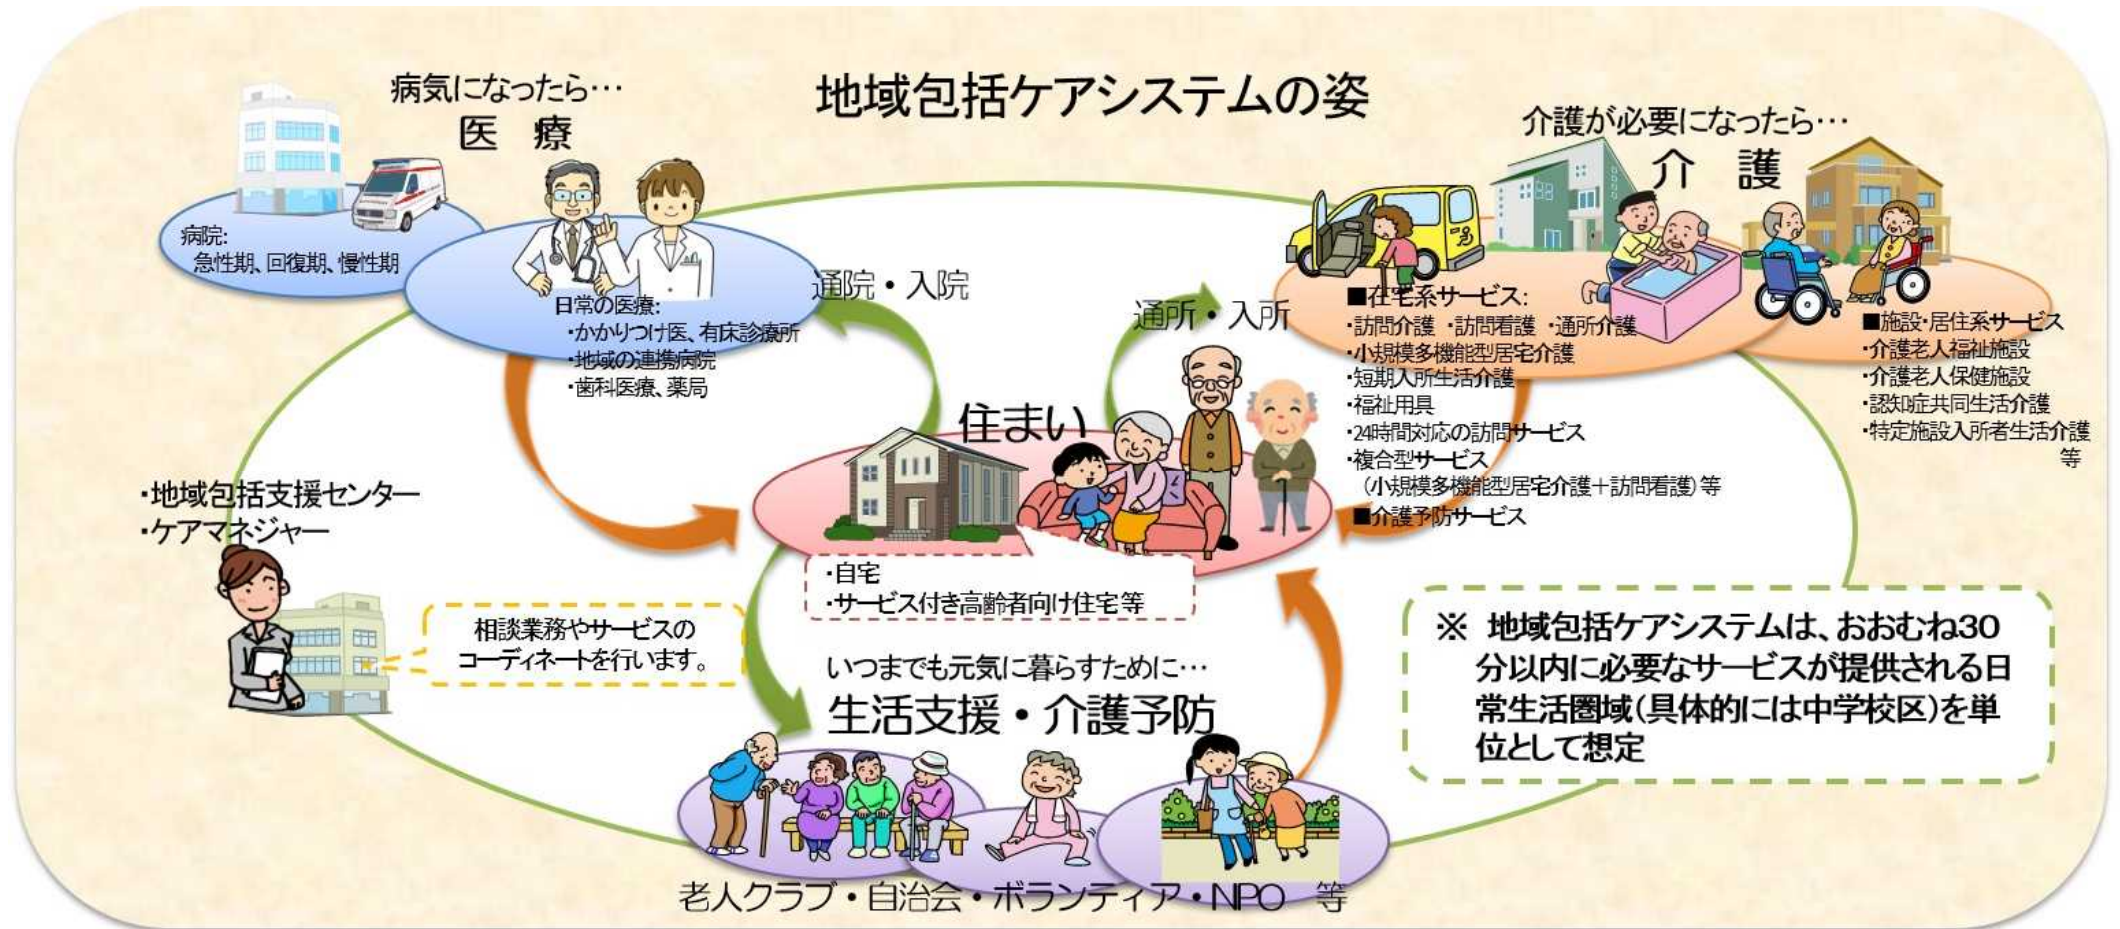 地域包括ケアシステムの姿
病気になったら…
医 療
病院:
急性期、回復期、慢性期
日常の医療:
・かかりつけ医、有床診療所
・地域の連携病院
・歯科医療、薬局
通院・入院
通所・入所
介護が必要になったら…
介 護
■在宅系サービス:
・訪問介護 ・訪問看護 ・通所介護
・小規模多機能型居宅介護
・短期入所生活介護
・福祉用具
・24時間対応の訪問サービス
・複合型サービス
(小規模多機能型居宅介護+訪問看護)等
■介護予防サービス
■施設・居住系サービス
・介護老人福祉施設
・介護老人保健施設
・認知症共同生活介護
・特定施設入所者生活介護
等
住まい
・自宅
・サービス付き高齢者向け住宅等
・地域包括支援センター
・ケアマネジャー
相談業務やサービスの
コーディネートを行います。
いつまでも元気に暮らすために…
生活支援・介護予防
老人クラブ・自治会・ボランティア・NPO 等
※ 地域包括ケアシステムは、おおむね30
分以内に必要なサービスが提供される日
常生活圏域(具体的には中学校区)を単
位として想定